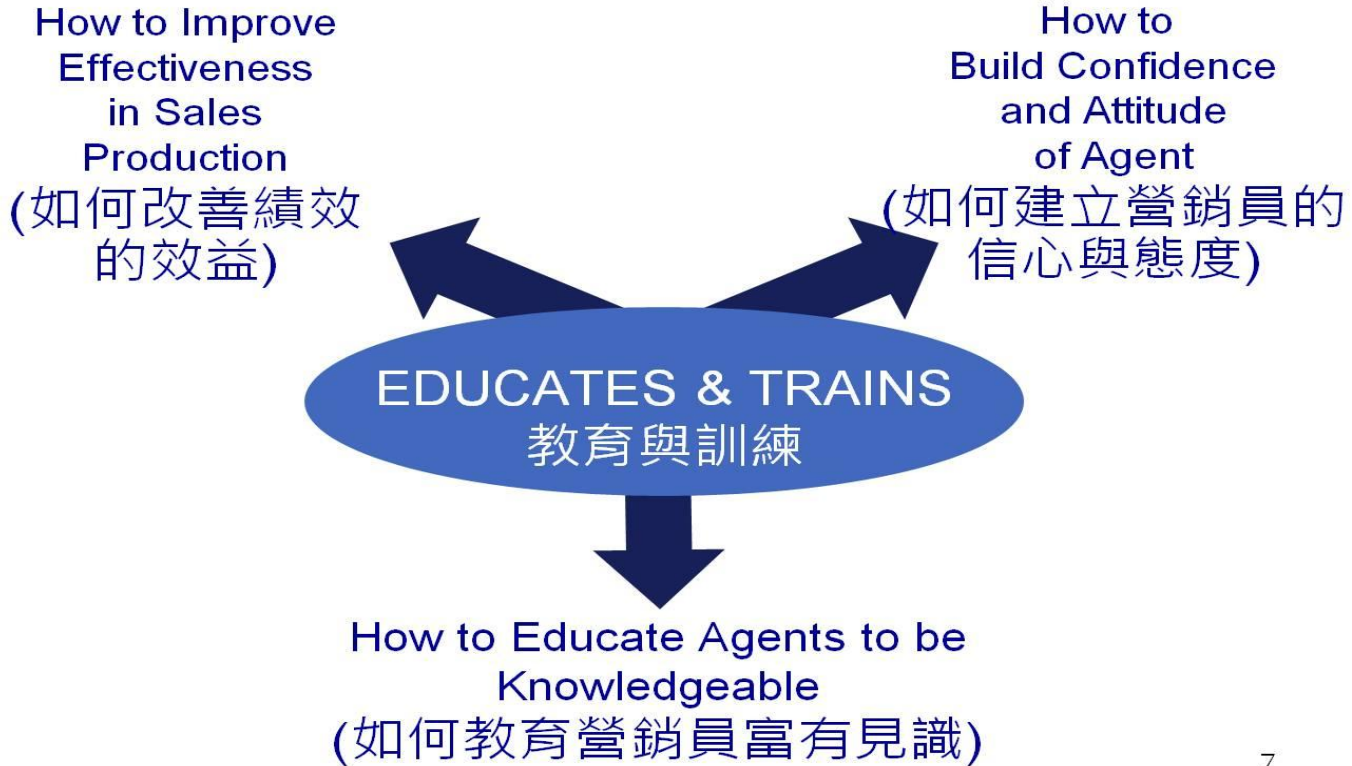 How to Improve
Effectiveness
in Sales
Production
(如何改善績效
的效益)
How to
Build Confidence
and Attitude
of Agent
(如何建立營銷員的
信心與態度)
EDUCATES & TRAINS
教育與訓練
How to Educate Agents to be
Knowledgeable
(如何教育營銷員富有見識)
7